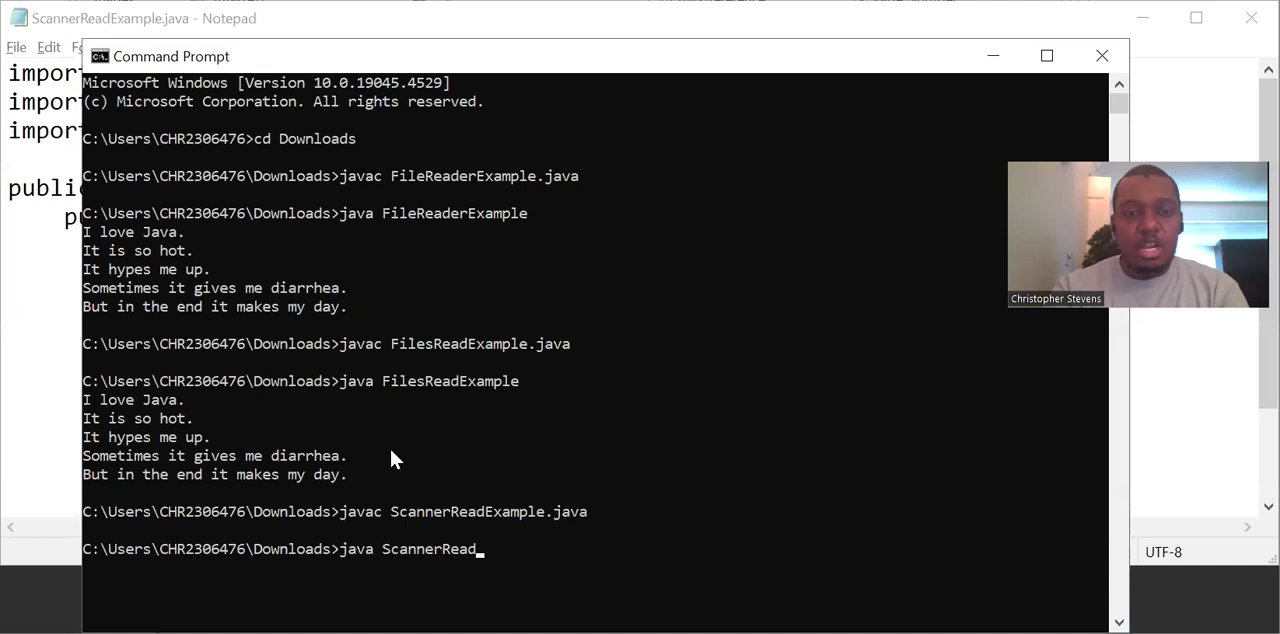 ScannerReadExample.java - Notepad
File Edit
Command Prompt
import
import
import
public
Microsoft Windows [Version 10.0.19045.4529]
(c) Microsoft Corporation. All rights reserved.
C:\Users\CHR2306476>cd Downloads
C:\Users\CHR2306476\Downloads>javac FileReaderExample.java
C:\Users\CHR2306476\Downloads>java FileReaderExample
I love Java.
It is so hot.
It hypes me up.
Sometimes it gives me diarrhea.
But in the end it makes my day.
C:\Users\CHR2306476\Downloads>javac FilesReadExample.java
C:\Users\CHR2306476\Downloads>java FilesReadExample
I love Java.
It is so hot.
It hypes me up.
Sometimes it gives me diarrhea.
But in the end it makes my day.
C:\Users\CHR2306476\Downloads>javac ScannerReadExample.java
C:\Users\CHR2306476\Downloads>java ScannerRead
Christopher Stevens
UTF-8